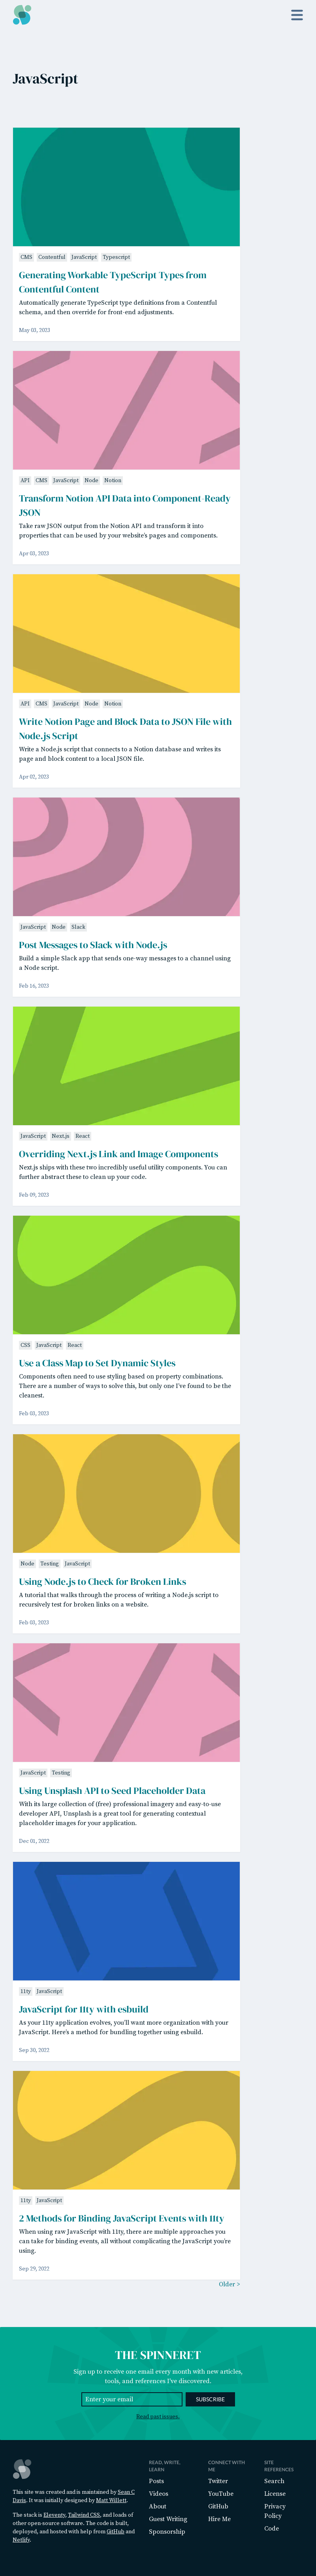 JavaScript
CMS Contentful JavaScript Typescript
Generating Workable TypeScript Types from
Contentful Content
Automatically generate TypeScript type definitions from a Contentful
schema, and then override for front-end adjustments.
May 03, 2023
API CMS JavaScript Node Notion
Transform Notion API Data into Component-Ready
JSON
Take raw JSON output from the Notion API and transform it into
properties that can be used by your website's pages and components.
Apr 03, 2023
API CMS JavaScript Node Notion
Write Notion Page and Block Data to JSON File with
Node.js Script
Write a Node.js script that connects to a Notion database and writes its
page and block content to a local JSON file.
Apr 02, 2023
JavaScript Node Slack
Post Messages to Slack with Node.js
Build a simple Slack app that sends one-way messages to a channel using
a Node script.
Feb 16, 2023
JavaScript Next.js React
Overriding Next.js Link and Image Components
Next.js ships with these two incredibly useful utility components. You can
further abstract these to clean up your code.
Feb 09, 2023
CSS JavaScript React
Use a Class Map to Set Dynamic Styles
Components often need to use styling based on property combinations.
There are a number of ways to solve this, but only one I've found to be the
cleanest.
Feb 03, 2023
Node Testing JavaScript
Using Node.js to Check for Broken Links
A tutorial that walks through the process of writing a Node.js script to
recursively test for broken links on a website.
Feb 03, 2023
JavaScript Testing
Using Unsplash API to Seed Placeholder Data
With its large collection of (free) professional imagery and easy-to-use
developer API, Unsplash is a great tool for generating contextual
placeholder images for your application.
Dec 01, 2022
11ty JavaScript
JavaScript for 11ty with esbuild
As your 11ty application evolves, you'll want more organization with your
JavaScript. Here's a method for bundling together using esbuild.
Sep 30, 2022
11ty JavaScript
2 Methods for Binding JavaScript Events with 11ty
When using raw JavaScript with 11ty, there are multiple approaches you
can take for binding events, all without complicating the JavaScript you're
using.
Sep 29, 2022
Older >
THE SPINNERET
Sign up to receive one email every month with new articles,
tools, and references I've discovered.
Enter your email
SUBSCRIBE
Read past issues.
This site was created and is maintained by Sean C
Davis. It was initially designed by Matt Willett.
The stack is Eleventy, Tailwind CSS, and loads of
other open-source software. The code is built,
deployed, and hosted with help from GitHub and
Netlify.
READ, WRITE,
LEARN
Posts
Videos
About
Guest Writing
Sponsorship
CONNECT WITH
ME
Twitter
YouTube
GitHub
Hire Me
SITE
REFERENCES
Search
License
Privacy
Policy
Code